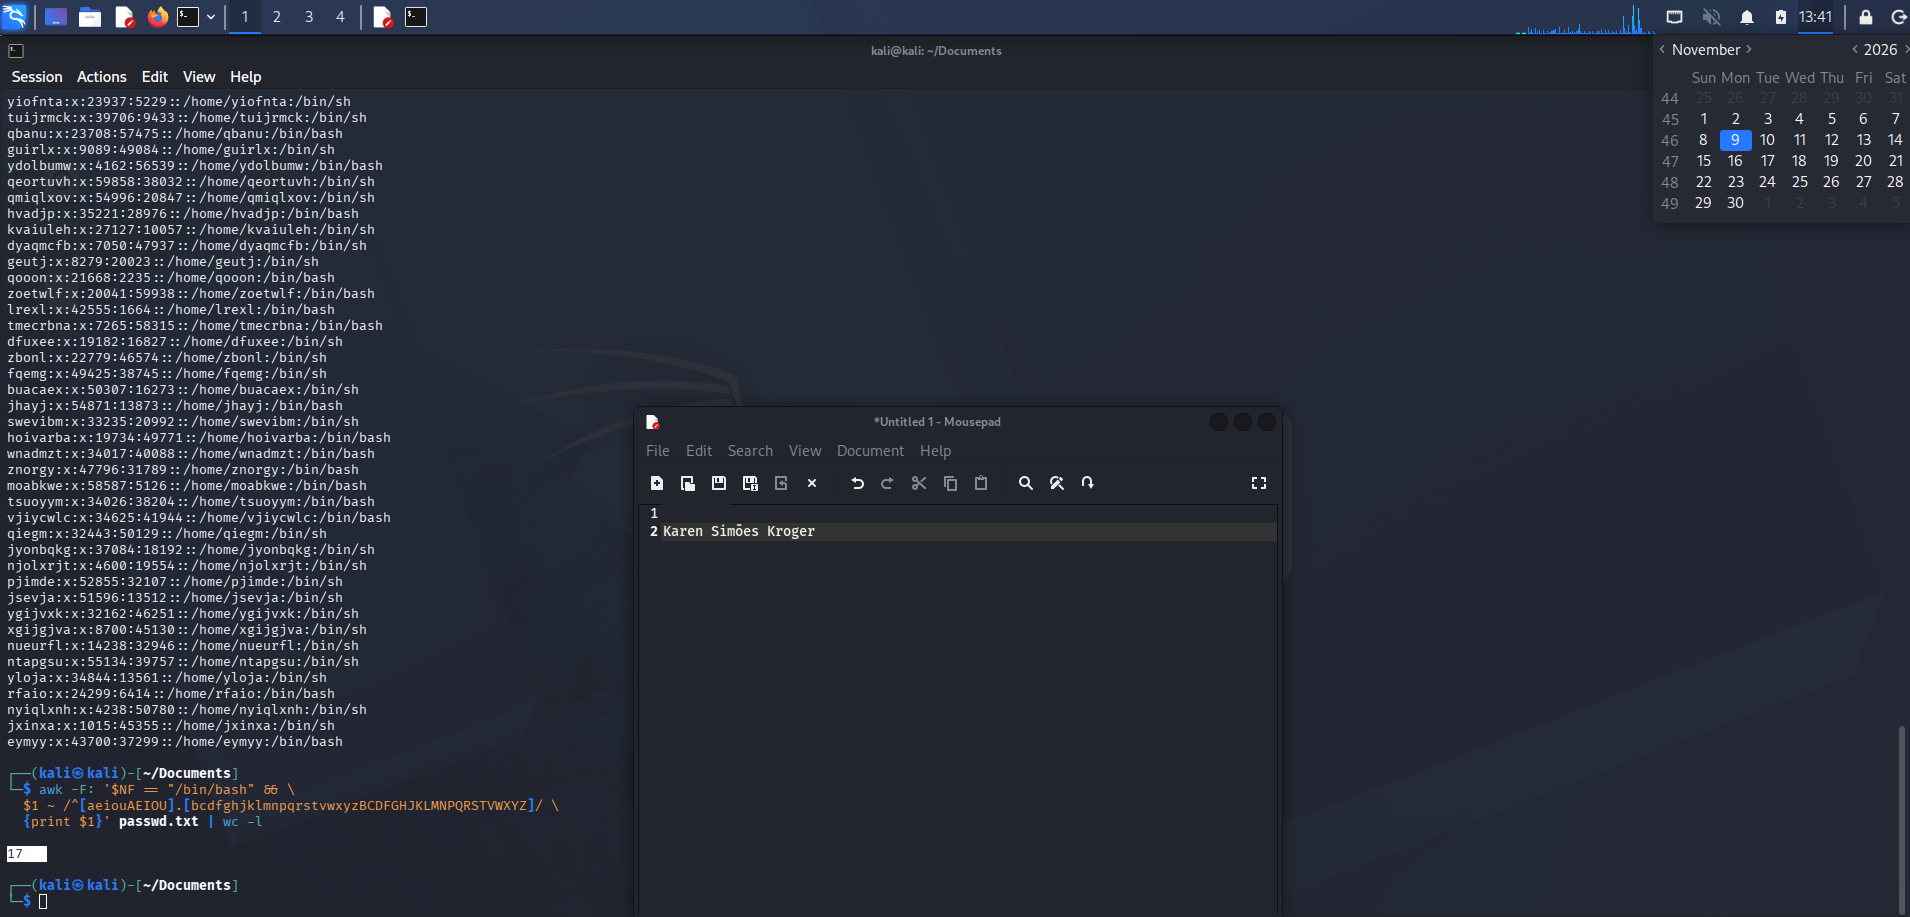 1 2 3 4 13:41
kali@kali: ~/Documents
Session Actions Edit View Help
yiofnta:x:23937:5229::/home/yiofnta:/bin/sh
tuijrmck:x:39706:9433::/home/tuijrmck:/bin/sh
qbanu:x:23708:57475::/home/qbanu:/bin/bash
guirlx:x:9089:49084::/home/guirlx:/bin/sh
ydolbumw:x:4162:56539::/home/ydolbumw:/bin/bash
qeortuvh:x:59858:38032::/home/qeortuvh:/bin/sh
qmiqlxov:x:54996:20847::/home/qmiqlxov:/bin/sh
hvadjp:x:35221:28976::/home/hvadjp:/bin/bash
kvaiuleh:x:27127:10057::/home/kvaiuleh:/bin/sh
dyaqmcfb:x:7050:47937::/home/dyaqmcfb:/bin/sh
geutj:x:8279:20023::/home/geutj:/bin/sh
qooon:x:21668:2235::/home/qooon:/bin/bash
zoetwlf:x:20041:59938::/home/zoetwlf:/bin/bash
lrexl:x:42555:1664::/home/lrexl:/bin/bash
tmecrbna:x:7265:58315::/home/tmecrbna:/bin/bash
dfuxee:x:19182:16827::/home/dfuxee:/bin/sh
zbonl:x:22779:46574::/home/zbonl:/bin/sh
fqemg:x:49425:38745::/home/fqemg:/bin/sh
buacaex:x:50307:16273::/home/buacaex:/bin/sh
jhayj:x:54871:13873::/home/jhayj:/bin/bash
swevibm:x:33235:20992::/home/swevibm:/bin/sh
hoivarba:x:19734:49771::/home/hoivarba:/bin/bash
wnadmzt:x:34017:40088::/home/wnadmzt:/bin/bash
znorgy:x:47796:31789::/home/znorgy:/bin/bash
moabkwe:x:58587:5126::/home/moabkwe:/bin/bash
tsuoyym:x:34026:38204::/home/tsuoyym:/bin/bash
vjiycwlc:x:34625:41944::/home/vjiycwlc:/bin/bash
qiegm:x:32443:50129::/home/qiegm:/bin/sh
jyonbqkg:x:37084:18192::/home/jyonbqkg:/bin/sh
njolxrjt:x:4600:19554::/home/njolxrjt:/bin/sh
pjimde:x:52855:32107::/home/pjimde:/bin/sh
jsevja:x:51596:13512::/home/jsevja:/bin/sh
ygijvxk:x:32162:46251::/home/ygijvxk:/bin/sh
xgijgjva:x:8700:45130::/home/xgijgjva:/bin/sh
nueurfl:x:14238:32946::/home/nueurfl:/bin/sh
ntapgsu:x:55134:39757::/home/ntapgsu:/bin/sh
yloja:x:34844:13561::/home/yloja:/bin/sh
rfaio:x:24299:6414::/home/rfaio:/bin/bash
nyiqlxnh:x:4238:50780::/home/nyiqlxnh:/bin/sh
jxinxa:x:1015:45355::/home/jxinxa:/bin/sh
eymyy:x:43700:37299::/home/eymyy:/bin/bash
┌──(kali㉿kali)-[~/Documents]
└─$ awk -F: '$NF == "/bin/bash" && \
$1 ~ /^[aeiouAEIOU].[bcdfghjklmnpqrstvwxyzBCDFGHJKLMNPQRSTVWXYZ]/ \
{print $1}' passwd.txt | wc -l
17
┌──(kali㉿kali)-[~/Documents]
└─$
*Untitled 1 - Mousepad
File Edit Search View Document Help
1
2 Karen Simões Kroger
November 2026
Sun Mon Tue Wed Thu Fri Sat
44 25 26 27 28 29 30 31
45 1 2 3 4 5 6 7
46 8 9 10 11 12 13 14
47 15 16 17 18 19 20 21
48 22 23 24 25 26 27 28
49 29 30 1 2 3 4 5